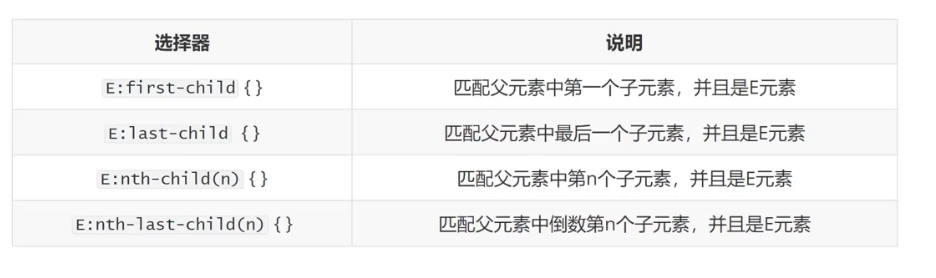 选择器 说明
E:first-child {} 匹配父元素中第一个子元素，并且是E元素
E:last-child {} 匹配父元素中最后一个子元素，并且是E元素
E:nth-child(n) {} 匹配父元素中第n个子元素，并且是E元素
E:nth-last-child(n) {} 匹配父元素中倒数第n个子元素，并且是E元素